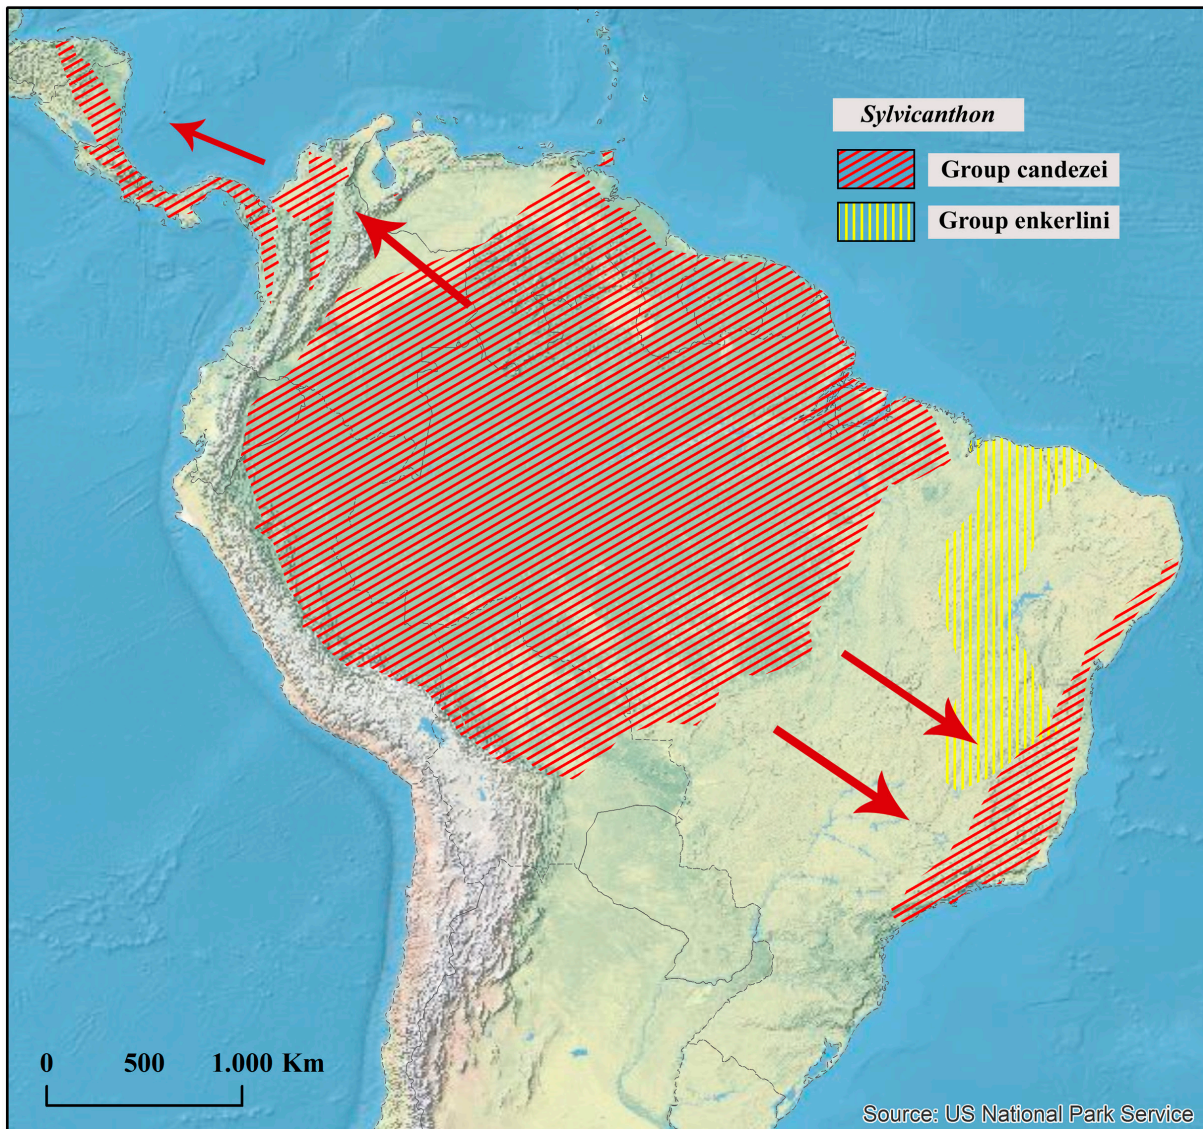 Sylvicanthon
Group candezei
Group enkerlini
0 500 1.000 Km
Source: US National Park Service